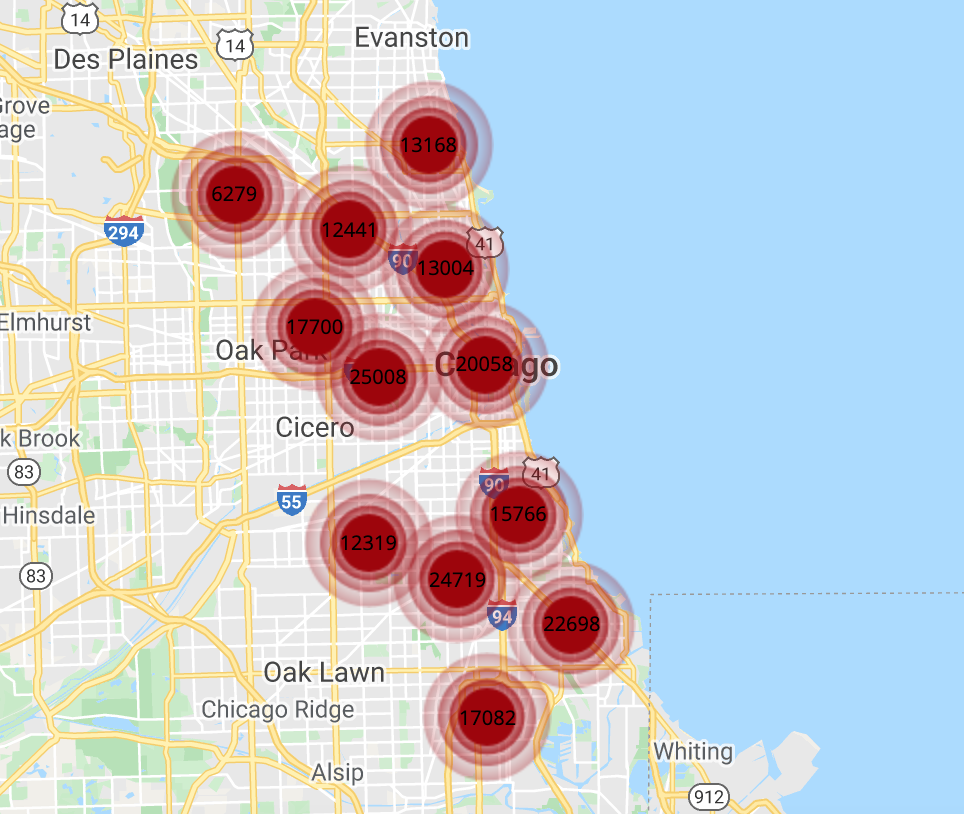 14
Evanston
14
Des Plaines
Grove
age
13168
6279
12441
294
41
90
13004
Elmhurst
17700
Oak Park
Chicago
20058
25008
Cicero
k Brook
83
41
90
55
15766
Hinsdale
12319
83
24719
94
22698
Oak Lawn
Chicago Ridge
17082
Whiting
Alsip
912